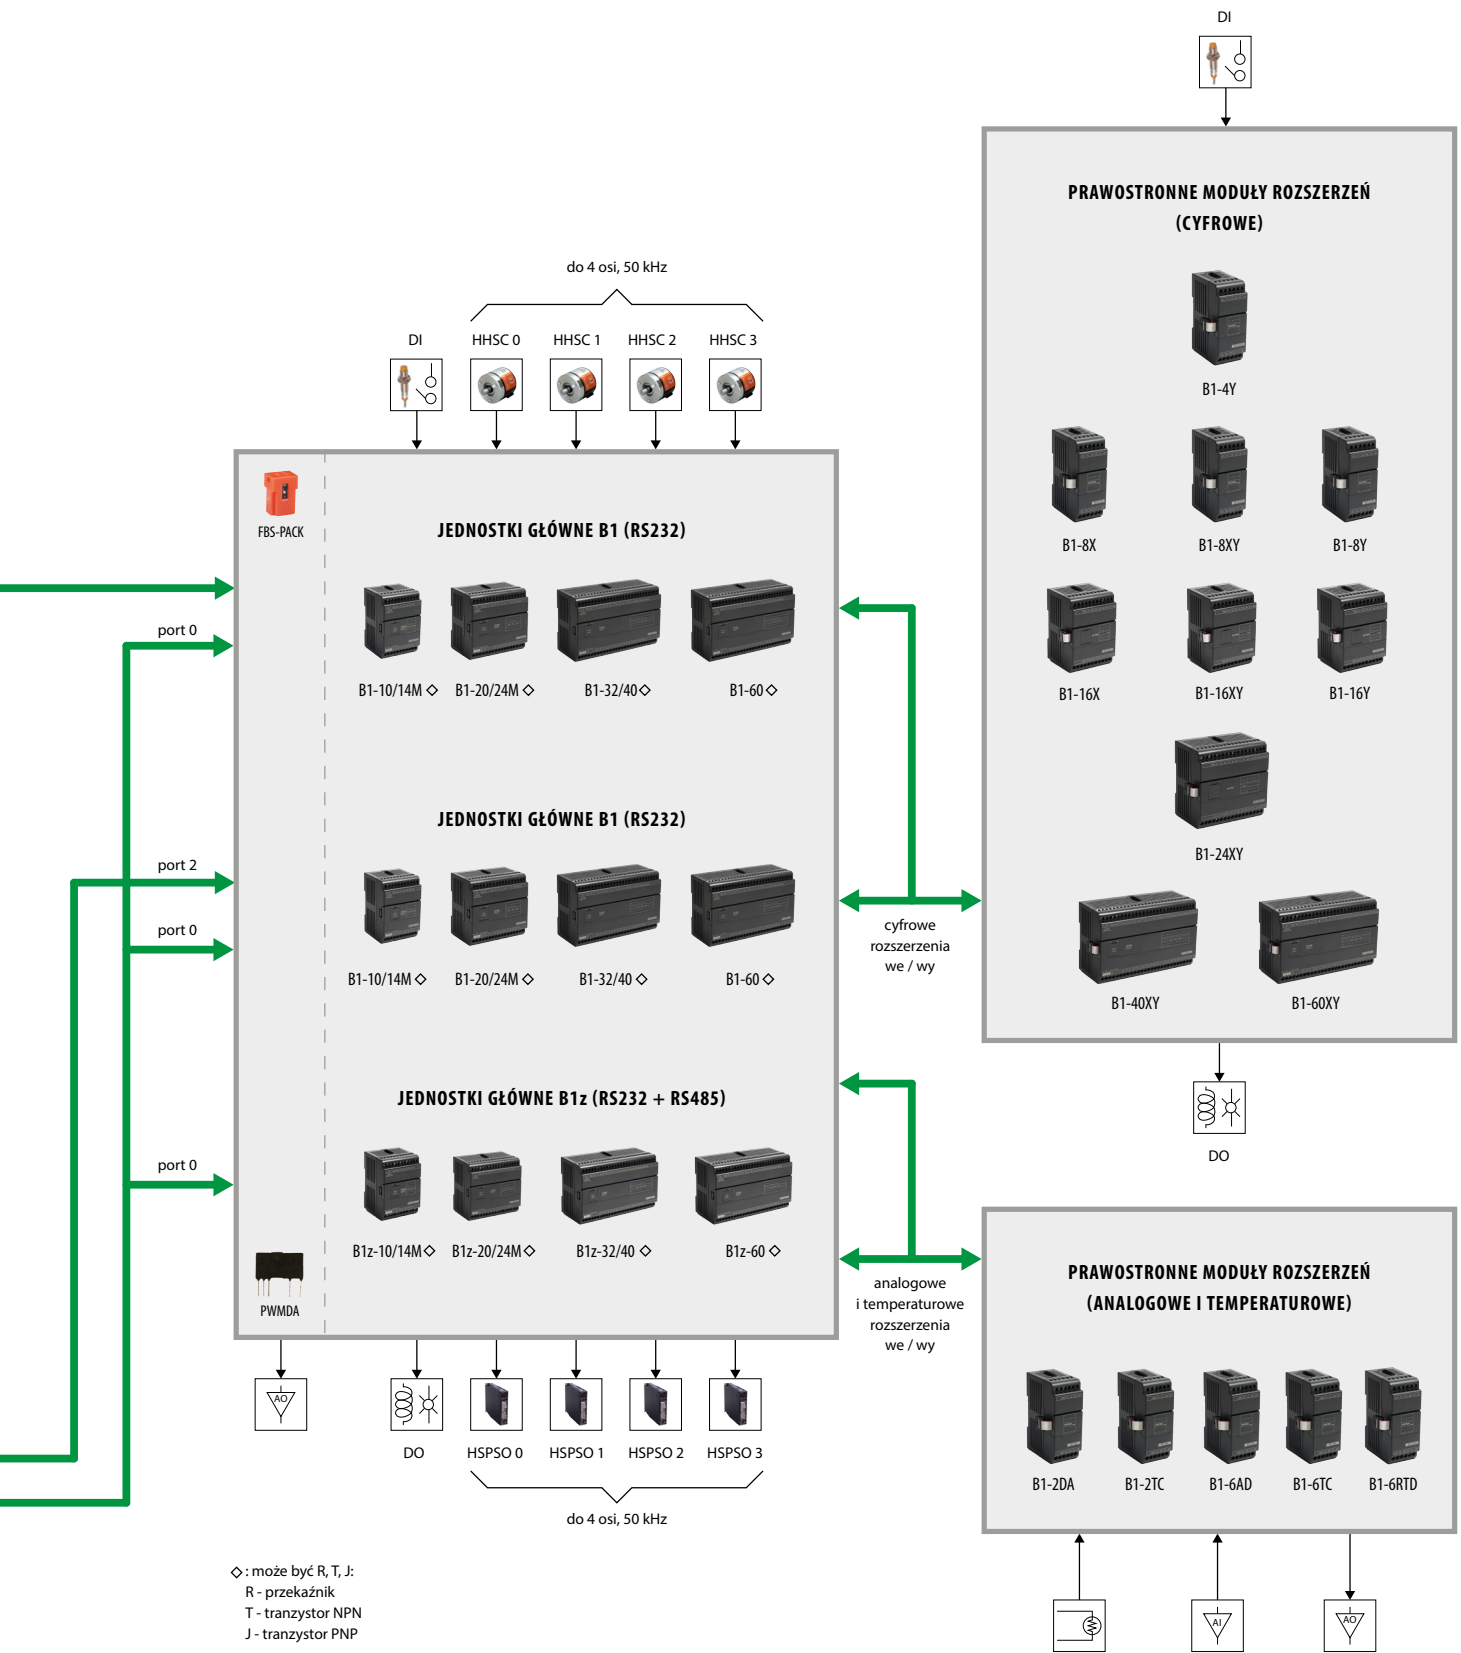 DI
PRAWOSTRONNE MODUŁY ROZSZERZEŃ
(CYFROWE)
B1-4Y
B1-8X
B1-8XY
B1-8Y
B1-16X
B1-16XY
B1-16Y
B1-24XY
B1-40XY
B1-60XY
DO
do 4 osi, 50 kHz
DI
HHSC 0
HHSC 1
HHSC 2
HHSC 3
FBS-PACK
JEDNOSTKI GŁÓWNE B1 (RS232)
port 0
B1-10/14M ◇
B1-20/24M ◇
B1-32/40 ◇
B1-60 ◇
JEDNOSTKI GŁÓWNE B1 (RS232)
port 2
port 0
B1-10/14M ◇
B1-20/24M ◇
B1-32/40 ◇
B1-60 ◇
cyfrowe
rozszerzenia
we / wy
JEDNOSTKI GŁÓWNE B1z (RS232 + RS485)
port 0
B1z-10/14M ◇
B1z-20/24M ◇
B1z-32/40 ◇
B1z-60 ◇
PWMDA
analogowe
i temperaturowe
rozszerzenia
we / wy
AO
DO
HSPSO 0
HSPSO 1
HSPSO 2
HSPSO 3
do 4 osi, 50 kHz
PRAWOSTRONNE MODUŁY ROZSZERZEŃ
(ANALOGOWE I TEMPERATUROWE)
B1-2DA
B1-2TC
B1-6AD
B1-6TC
B1-6RTD
AI
AO
◇ : może być R, T, J:
R - przekaźnik
T - tranzystor NPN
J - tranzystor PNP